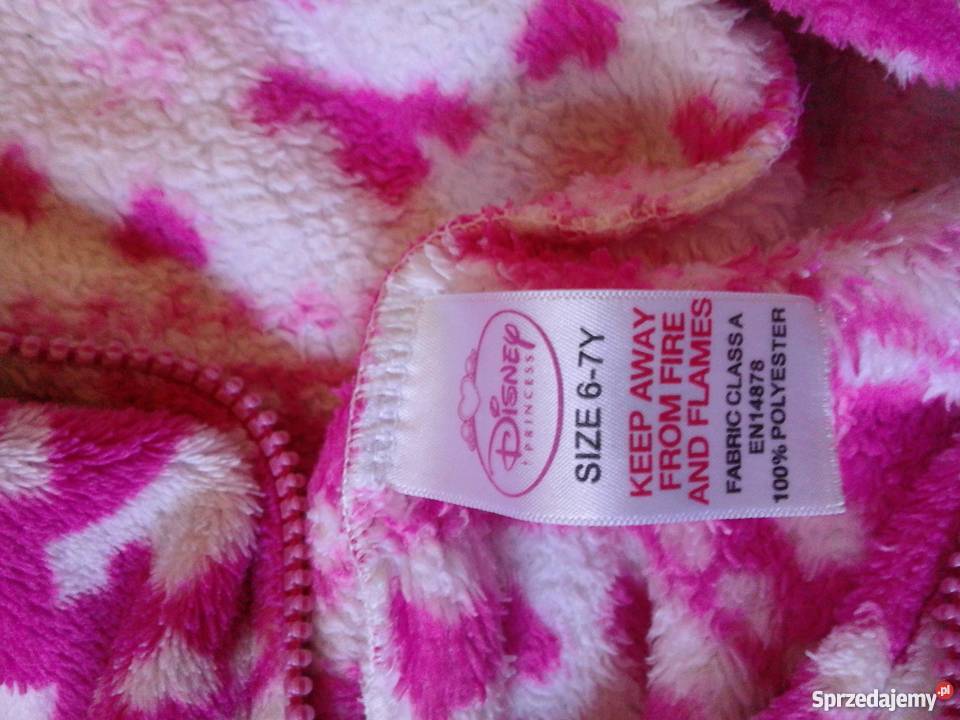 Disney
PRINCESS
SIZE 6-7Y
KEEP AWAY
FROM FIRE
AND FLAMES
FABRIC CLASS A
EN14878
100% POLYESTER
Sprzedajemy.pl